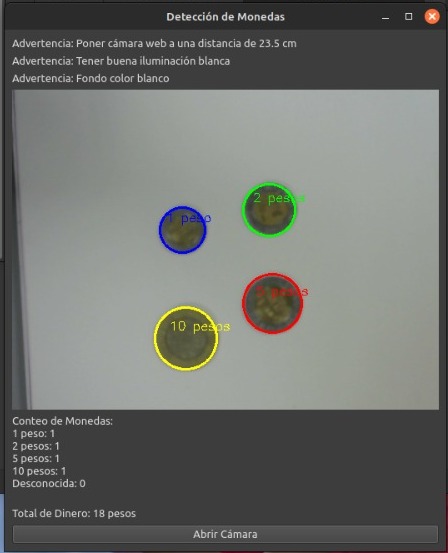 Detección de Monedas
Advertencia: Poner cámara web a una distancia de 23.5 cm
Advertencia: Tener buena iluminación blanca
Advertencia: Fondo color blanco
1 peso
2 pesos
5 pesos
10 pesos
Conteo de Monedas:
1 peso: 1
2 pesos: 1
5 pesos: 1
10 pesos: 1
Desconocida: 0
Total de Dinero: 18 pesos
Abrir Cámara